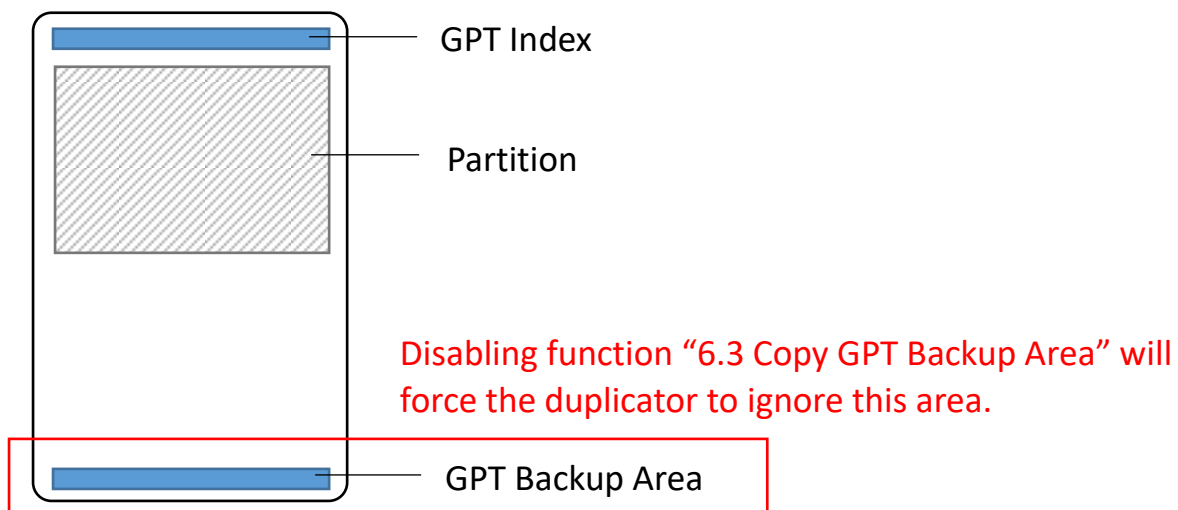 GPT Index
Partition
Disabling function “6.3 Copy GPT Backup Area” will
force the duplicator to ignore this area.
GPT Backup Area